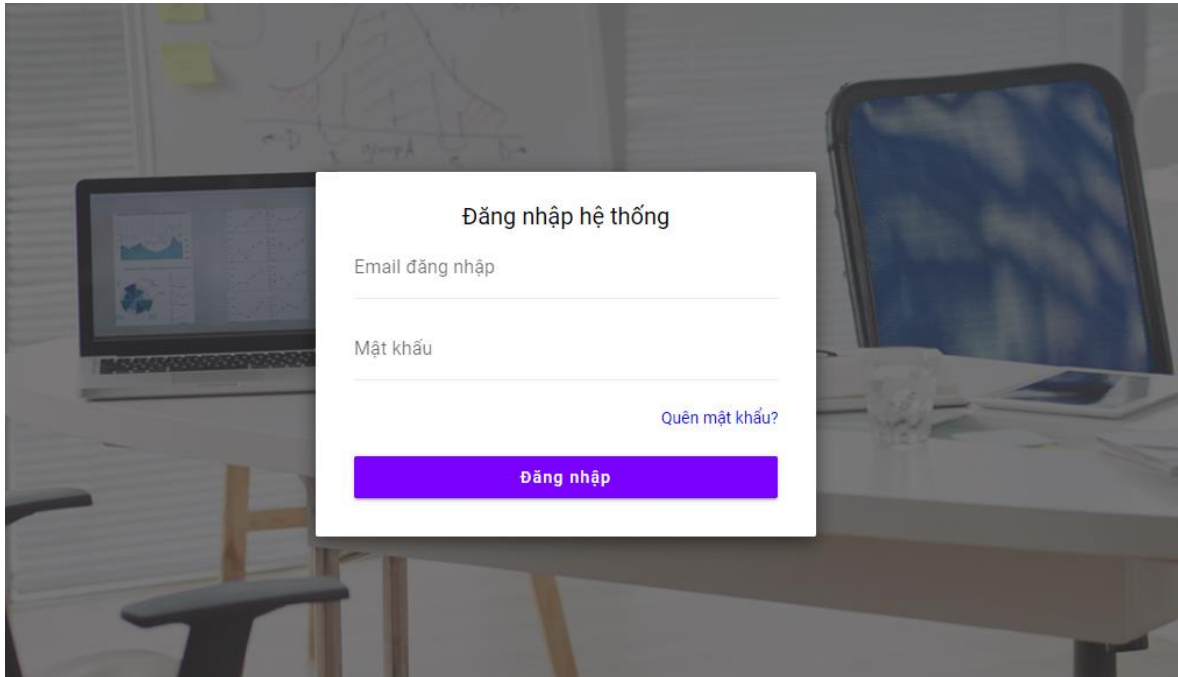 Đăng nhập hệ thống
Email đăng nhập
Mật khẩu
Quên mật khẩu?
Đăng nhập